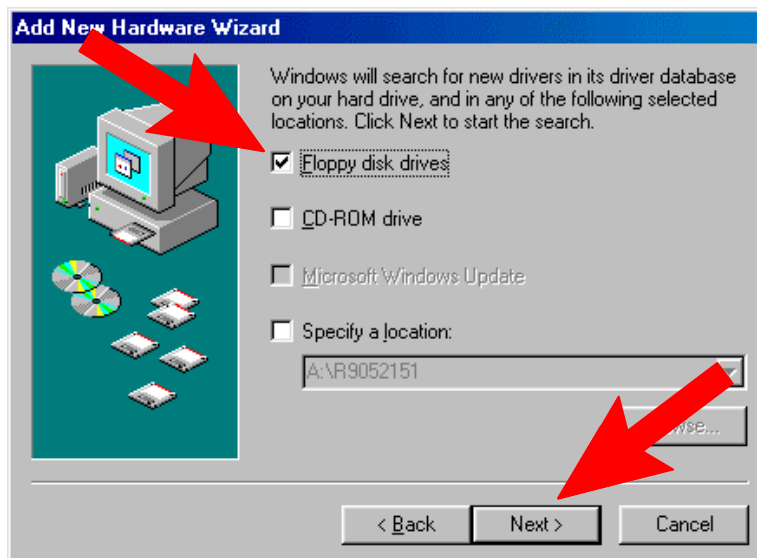 Add New Hardware Wizard
Windows will search for new drivers in its driver database
on your hard drive, and in any of the following selected
locations. Click Next to start the search.
Floppy disk drives
CD-ROM drive
Microsoft Windows Update
Specify a location:
A:\R9052151
< Back Next > Cancel